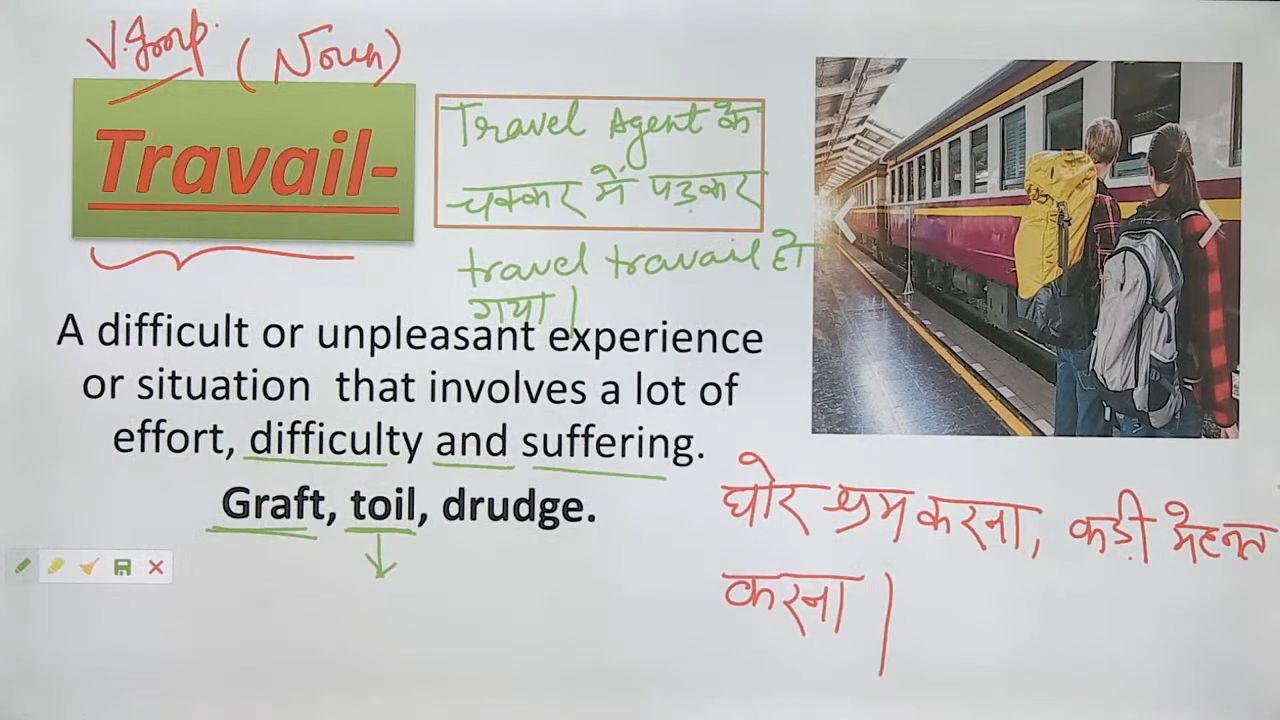 V. Imp. (Noun)
Travail-
Travel Agent के
चक्कर में पड़कर
travel travail हो
गया।
A difficult or unpleasant experience
or situation that involves a lot of
effort, difficulty and suffering.
Graft, toil, drudge.
घोर श्रम करना, कड़ी मेहनत
करना।